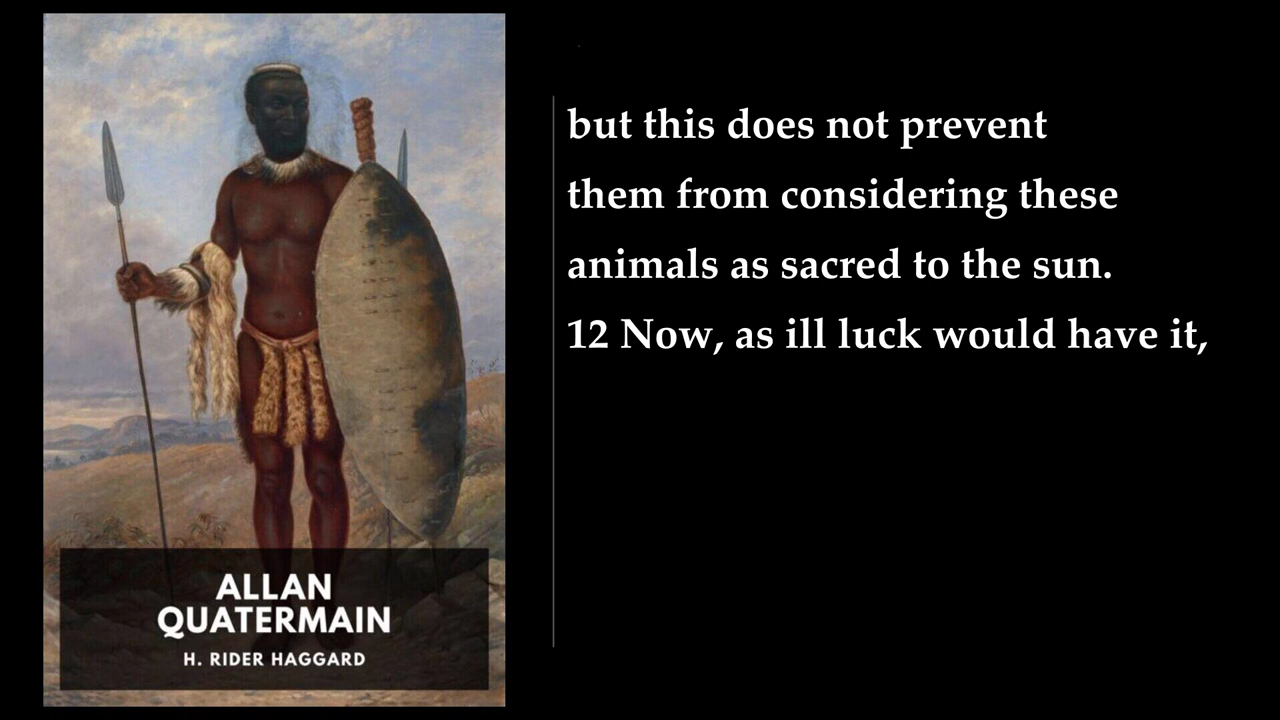 but this does not prevent
them from considering these
animals as sacred to the sun.
12 Now, as ill luck would have it,
ALLAN
QUATERMAIN
H. RIDER HAGGARD